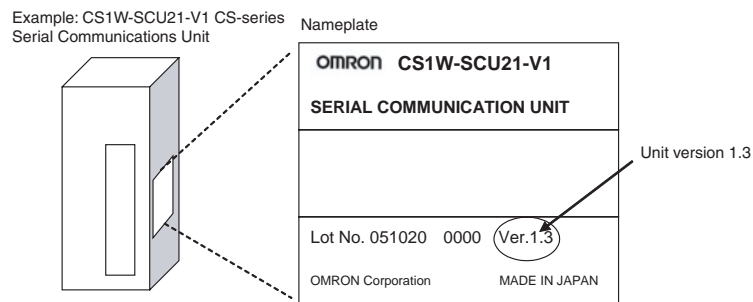 Example: CS1W-SCU21-V1 CS-series
Serial Communications Unit
Nameplate
OMRON CS1W-SCU21-V1
SERIAL COMMUNICATION UNIT
Unit version 1.3
Lot No. 051020 0000 Ver.1.3
OMRON Corporation MADE IN JAPAN